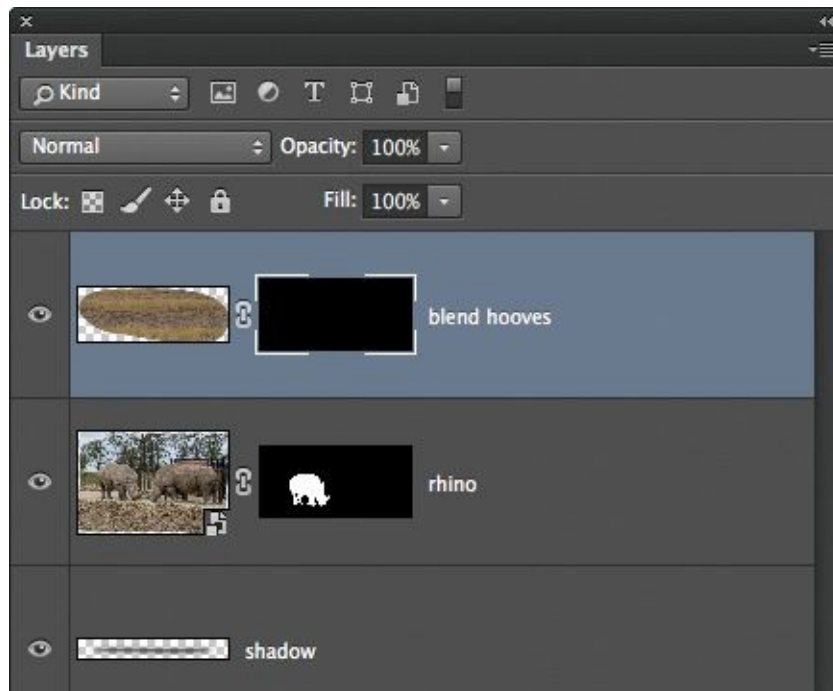 Layers
Kind
Normal Opacity: 100%
Lock: Fill: 100%
blend hooves
rhino
shadow